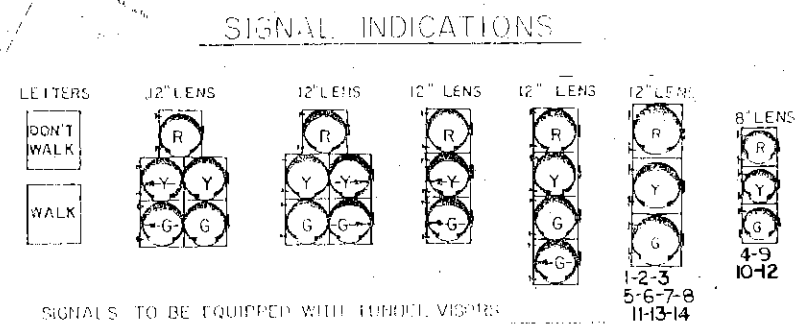 SIGNAL INDICATIONS
LETTERS
12" LENS
12" LENS
12" LENS
12" LENS
12" LENS
8" LENS
DON'T
WALK
WALK
R
Y
Y
G
G
R
Y
Y
G
G
R
Y
G
R
Y
G
G
R
Y
G
R
Y
G
1-2-3
5-6-7-8
11-13-14
4-9
10-12
SIGNALS TO BE EQUIPPED WITH TUNNEL VISORS